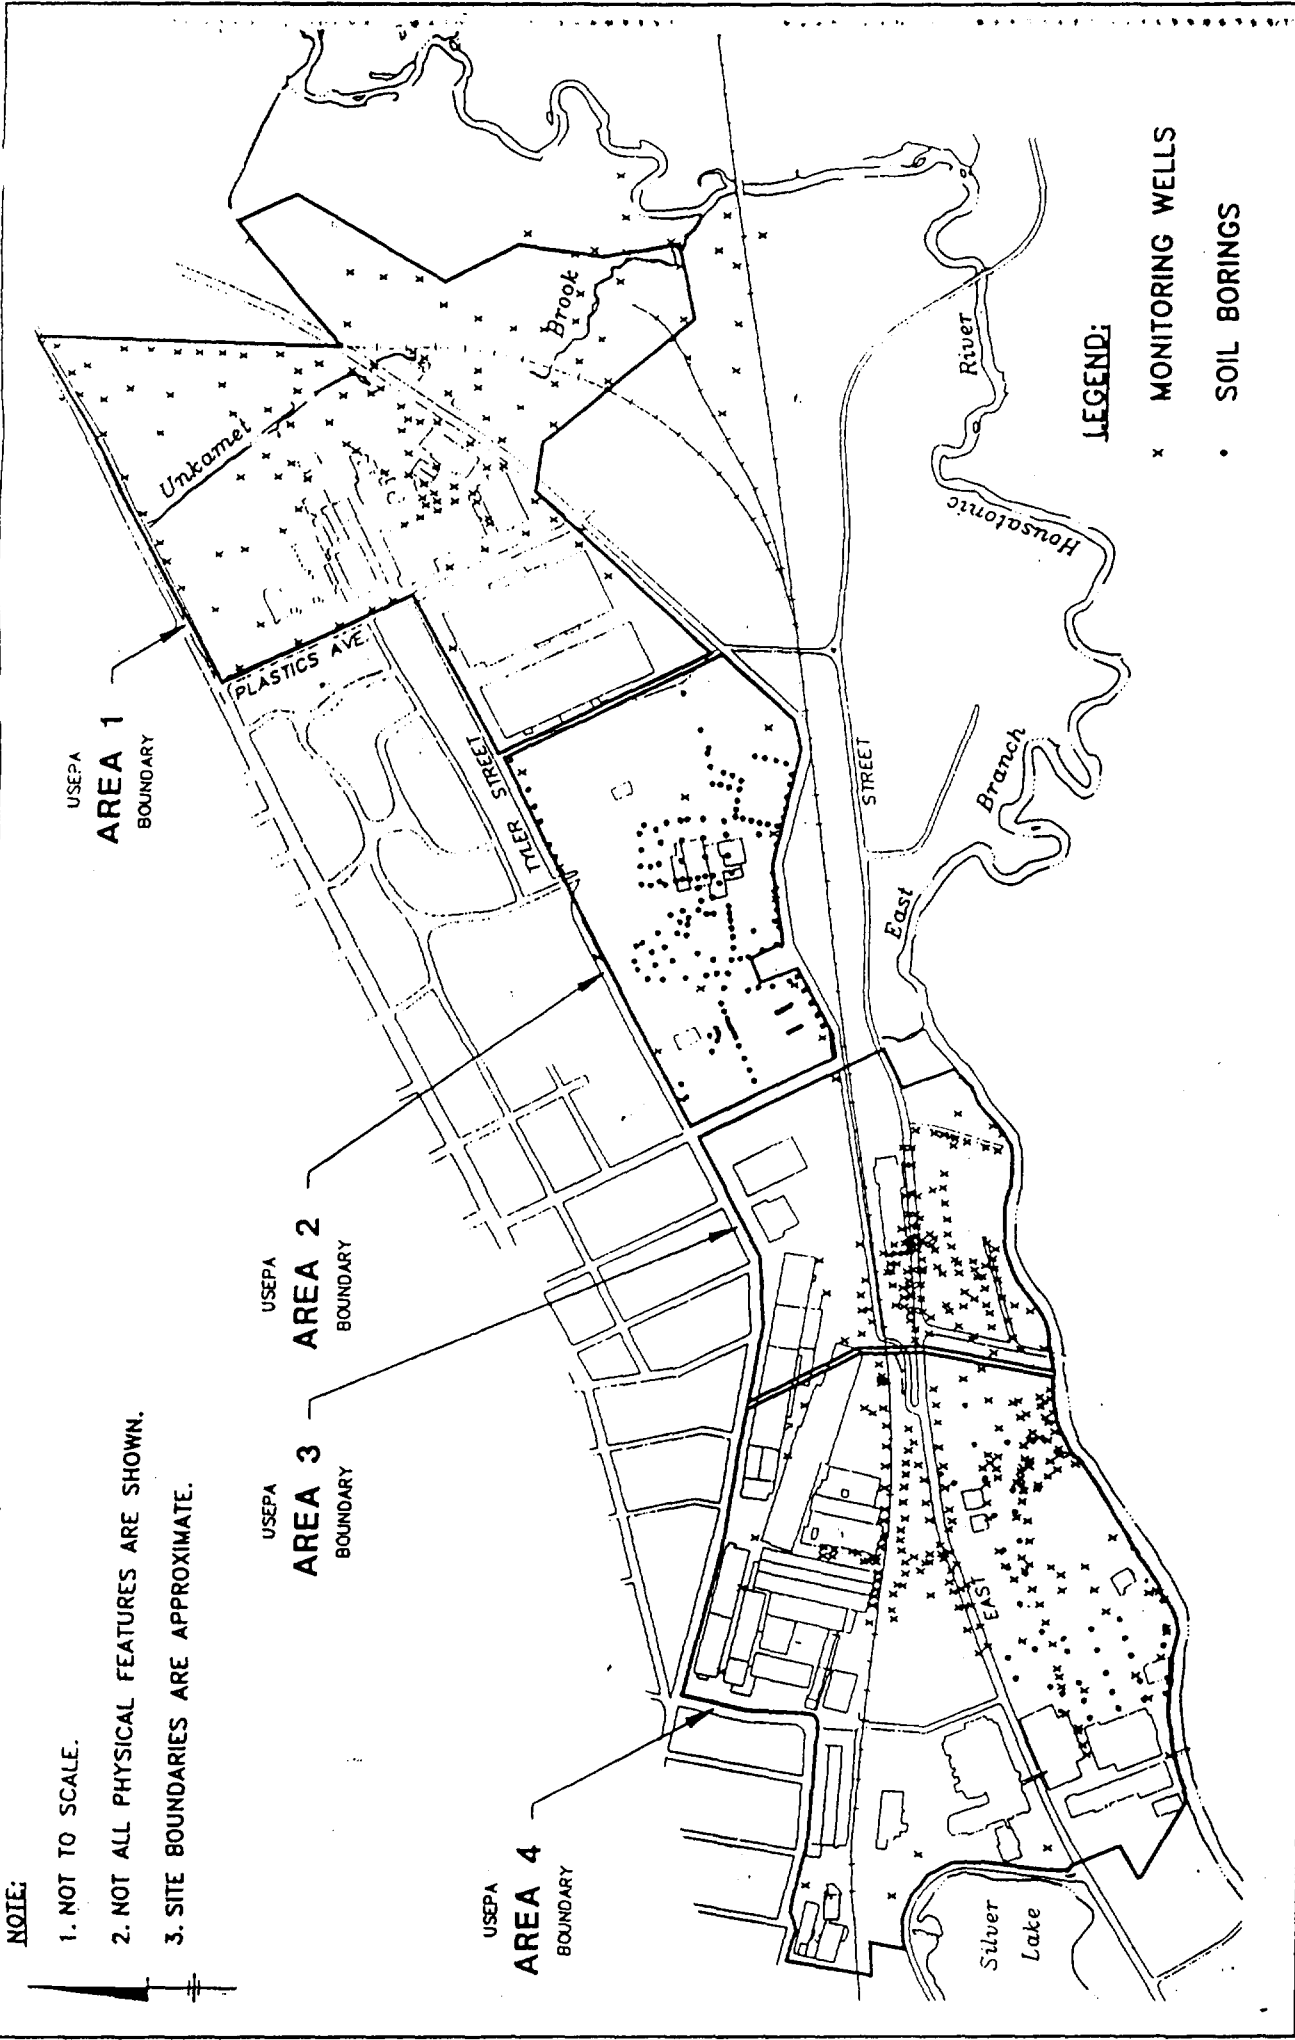 NOTE:
1. NOT TO SCALE.
2. NOT ALL PHYSICAL FEATURES ARE SHOWN.
3. SITE BOUNDARIES ARE APPROXIMATE.
USEPA
AREA 4
BOUNDARY
USEPA
AREA 3
BOUNDARY
USEPA
AREA 2
BOUNDARY
USEPA
AREA 1
BOUNDARY
Unkamet
Brook
PLASTICS AVE.
TYLER STREET
STREET
EAST
Silver
Lake
East
Branch
Housatonic
River
LEGEND:
x MONITORING WELLS
• SOIL BORINGS